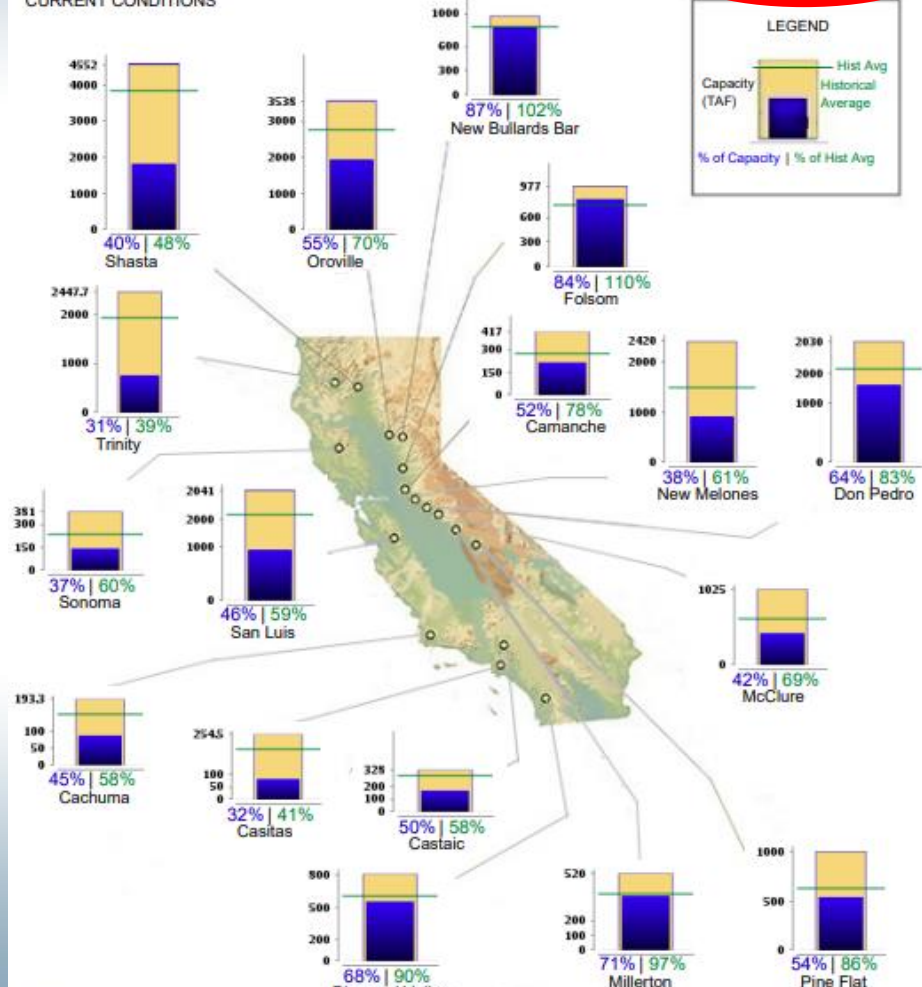 CURRENT CONDITIONS
LEGEND
Hist Avg
Capacity
(TAF)
Historical
Average
% of Capacity | % of Hist Avg
1000
600
300
0
87% | 102%
New Bullards Bar
4552
4000
3000
2000
1000
0
40% | 48%
Shasta
3538
3000
2000
1000
0
55% | 70%
Oroville
977
600
300
0
84% | 110%
Folsom
2447.7
2000
1000
0
31% | 39%
Trinity
417
300
150
0
52% | 78%
Camanche
2420
2000
1000
0
38% | 61%
New Melones
2030
2000
1000
0
64% | 83%
Don Pedro
381
300
150
0
37% | 60%
Sonoma
2041
2000
1000
0
46% | 59%
San Luis
1025
0
42% | 69%
McClure
193.3
100
50
0
45% | 58%
Cachuma
254.5
100
50
0
32% | 41%
Casitas
325
200
100
0
50% | 58%
Castaic
800
500
200
0
68% | 90%
520
200
100
0
71% | 97%
Millerton
1000
500
0
54% | 86%
Pine Flat